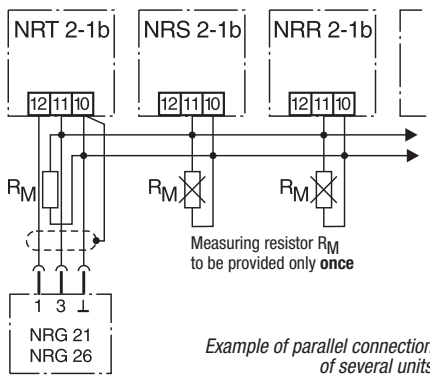 NRT 2-1b
NRS 2-1b
NRR 2-1b
12 11 10
12 11 10
12 11 10
RM
RM
RM
Measuring resistor RM
to be provided only once
1 3 ⊥
NRG 21
NRG 26
Example of parallel connection
of several units